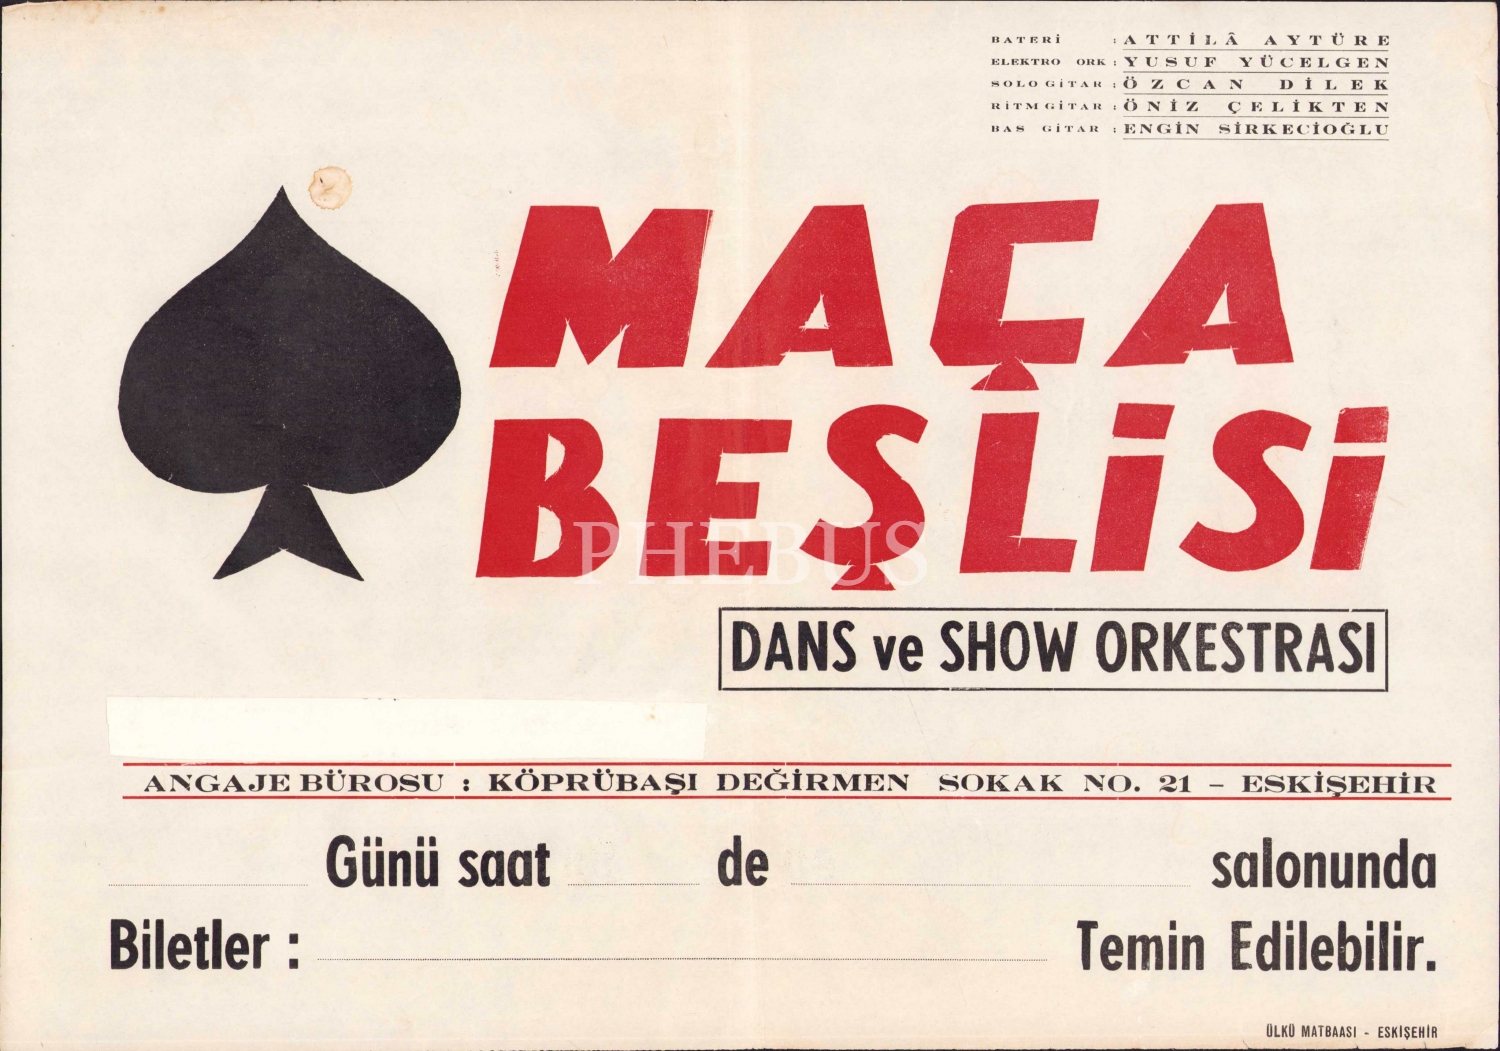 BATERİ : ATTİLÂ AYTÜRE
ELEKTRO ORK : YUSUF YÜCELGEN
SOLO GİTAR : ÖZCAN DİLEK
RİTM GİTAR : ÖNİZ ÇELİKTEN
BAS GİTAR : ENGİN SİRKECİOĞLU
MAÇA
BEŞLİSİ
PHEBUS
DANS ve SHOW ORKESTRASI
ANGAJE BÜROSU : KÖPRÜBAŞI DEĞİRMEN SOKAK NO. 21 - ESKİŞEHİR
Günü saat de salonunda
Biletler : Temin Edilebilir.
ÜLKÜ MATBAASI - ESKİŞEHİR